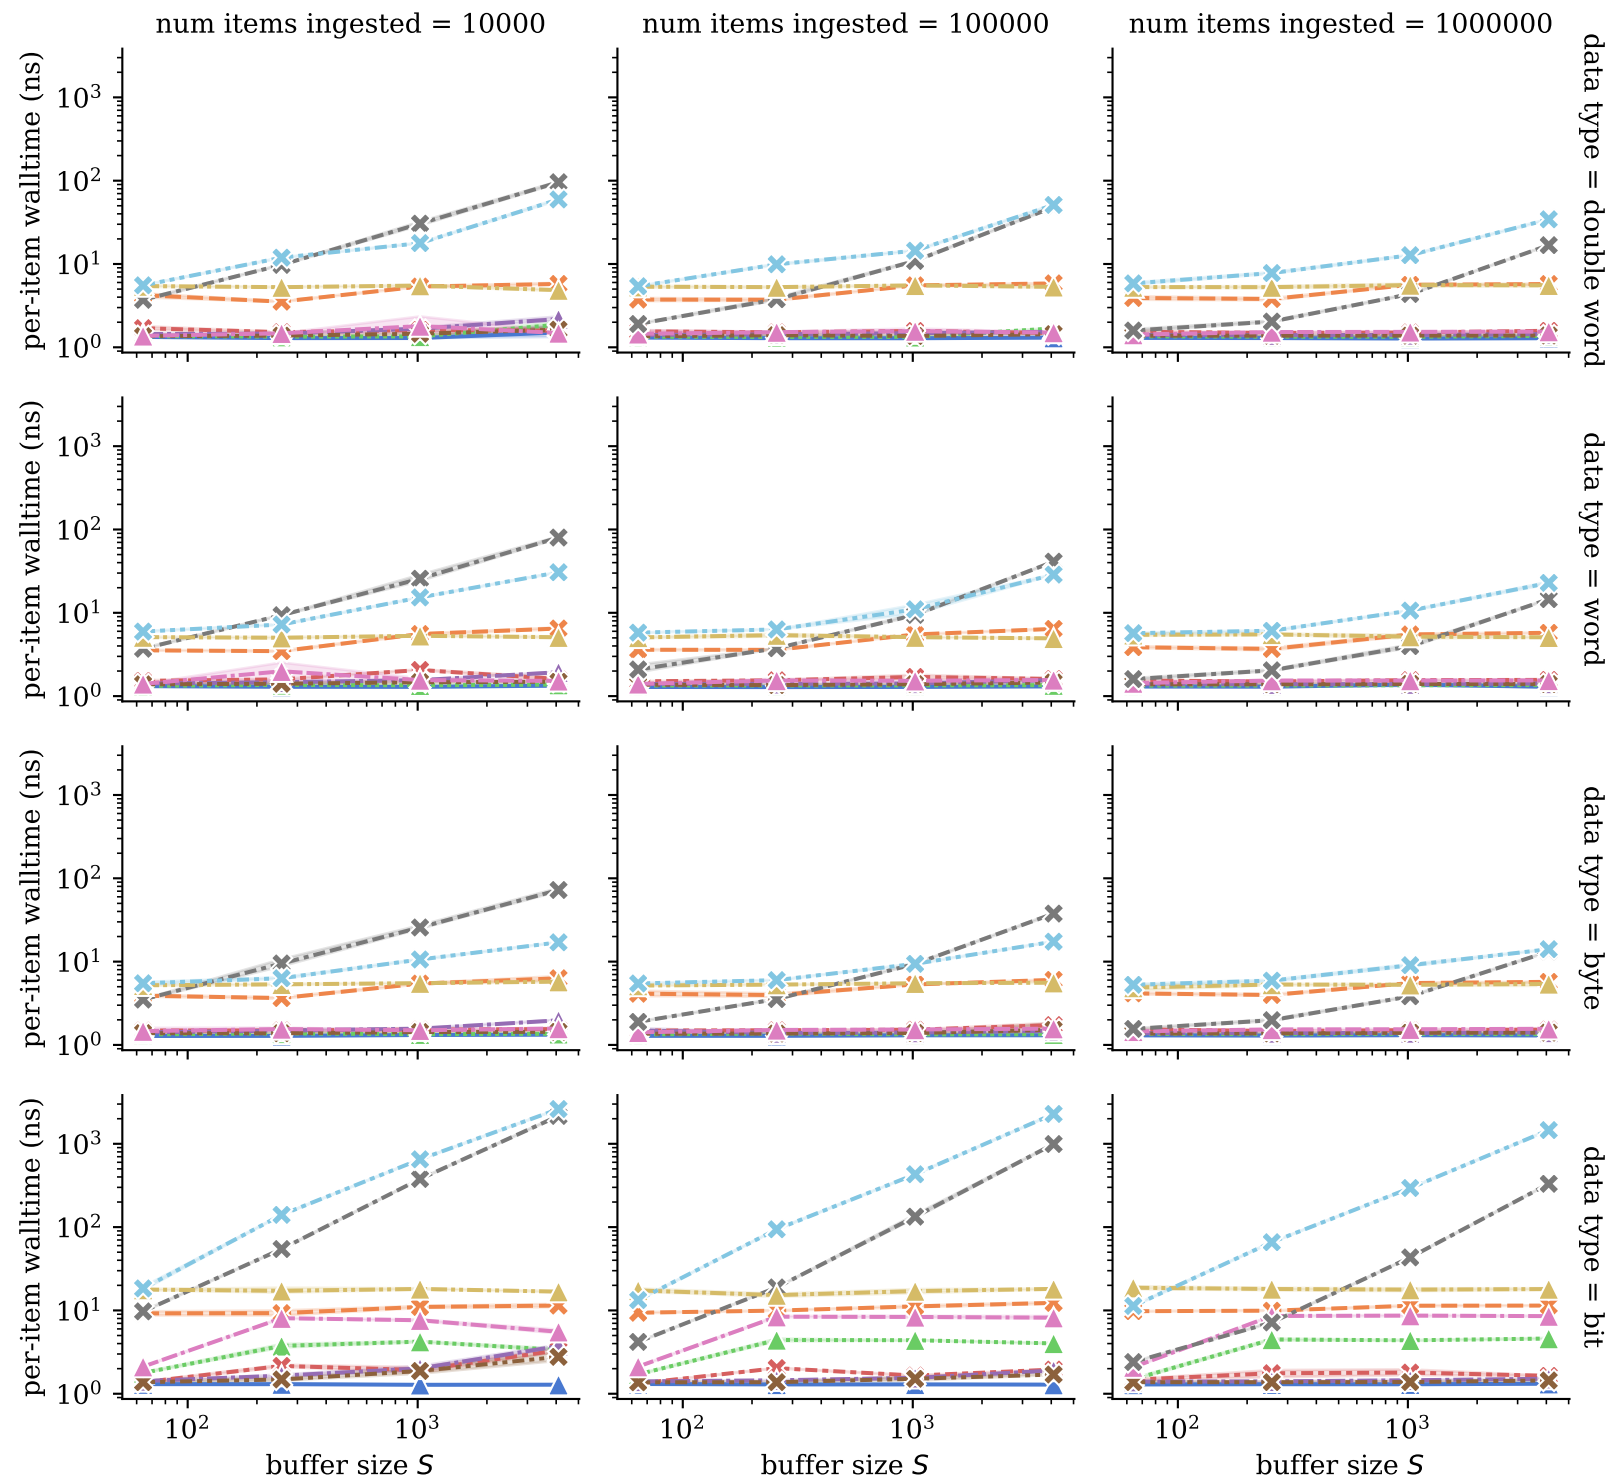 num items ingested = 10000
num items ingested = 100000
num items ingested = 1000000
per-item walltime (ns)
10³
10²
10¹
10⁰
data type = double word
per-item walltime (ns)
10³
10²
10¹
10⁰
data type = word
per-item walltime (ns)
10³
10²
10¹
10⁰
data type = byte
per-item walltime (ns)
10³
10²
10¹
10⁰
data type = bit
10² 10³
10² 10³
10² 10³
buffer size S
buffer size S
buffer size S